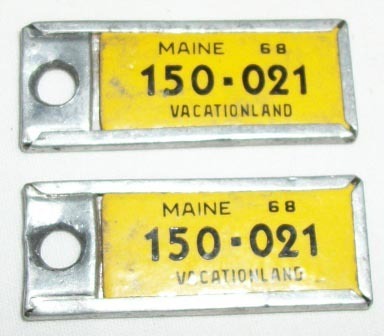 MAINE 68
150-021
VACATIONLAND
MAINE 68
150-021
VACATIONLAND